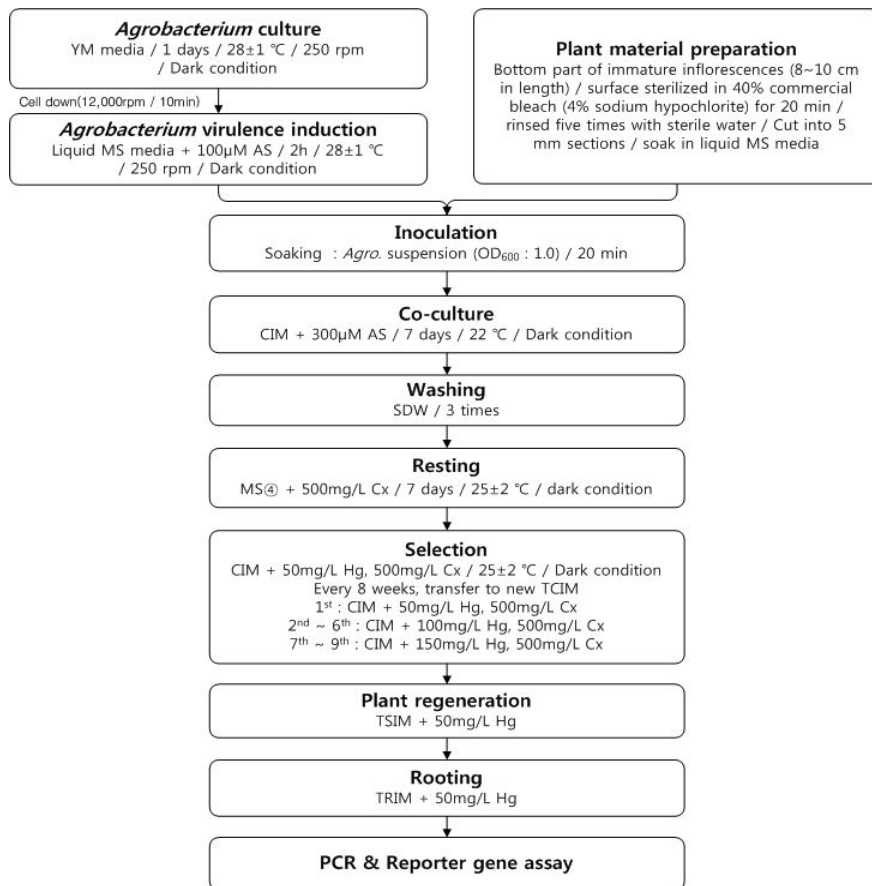 Agrobacterium culture
YM media / 1 days / 28±1 ℃ / 250 rpm
/ Dark condition
Cell down(12,000rpm / 10min)
Agrobacterium virulence induction
Liquid MS media + 100μM AS / 2h / 28±1 ℃
/ 250 rpm / Dark condition
Plant material preparation
Bottom part of immature inflorescences (8~10 cm
in length) / surface sterilized in 40% commercial
bleach (4% sodium hypochlorite) for 20 min /
rinsed five times with sterile water / Cut into 5
mm sections / soak in liquid MS media
Inoculation
Soaking : Agro. suspension (OD600 : 1.0) / 20 min
Co-culture
CIM + 300μM AS / 7 days / 22 ℃ / Dark condition
Washing
SDW / 3 times
Resting
MS④ + 500mg/L Cx / 7 days / 25±2 ℃ / dark condition
Selection
CIM + 50mg/L Hg, 500mg/L Cx / 25±2 ℃ / Dark condition
Every 8 weeks, transfer to new TCIM
1st : CIM + 50mg/L Hg, 500mg/L Cx
2nd ~ 6th : CIM + 100mg/L Hg, 500mg/L Cx
7th ~ 9th : CIM + 150mg/L Hg, 500mg/L Cx
Plant regeneration
TSIM + 50mg/L Hg
Rooting
TRIM + 50mg/L Hg
PCR & Reporter gene assay